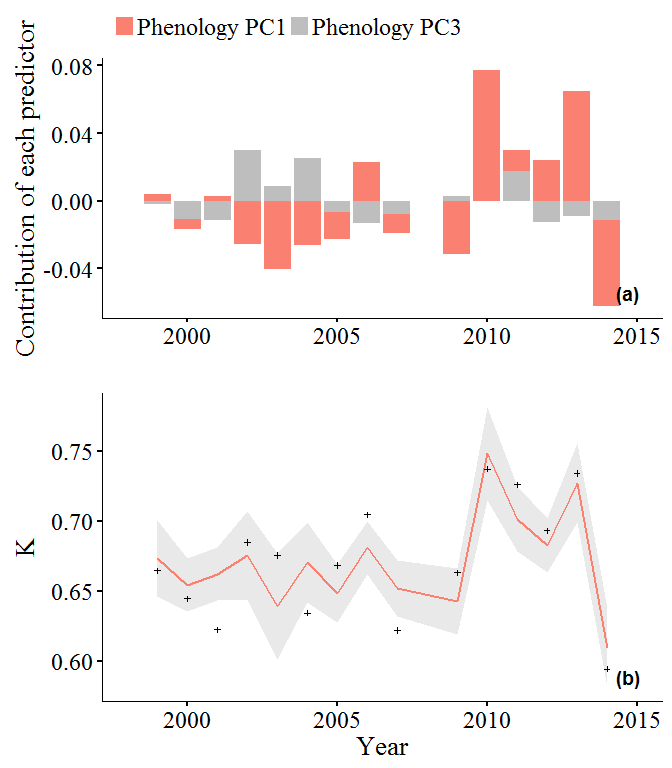 Phenology PC1 Phenology PC3
Contribution of each predictor
0.08
0.04
0.00
-0.04
(a)
2000 2005 2010 2015
K
0.75
0.70
0.65
0.60
(b)
2000 2005 2010 2015
Year